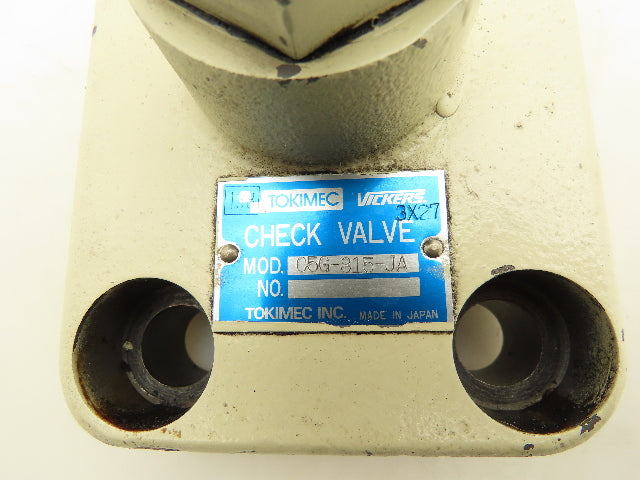 TOKIMEC VICKERS
3X27
CHECK VALVE
MOD. C5G-815-JA
NO.
TOKIMEC INC. MADE IN JAPAN